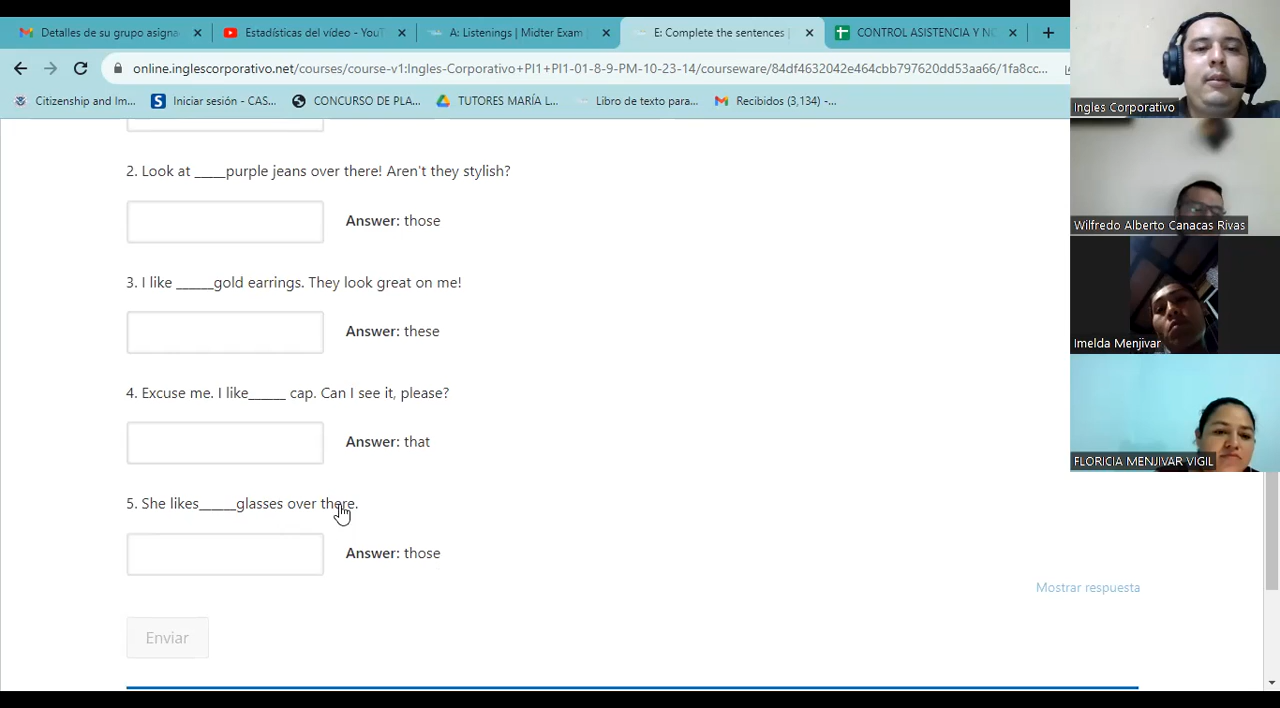 Detalles de su grupo asigna
Estadísticas del vídeo - YouT
A: Listenings | Midter Exam
E: Complete the sentences |
CONTROL ASISTENCIA Y NO
online.inglescorporativo.net/courses/course-v1:Ingles-Corporativo+PI1+PI1-01-8-9-PM-10-23-14/courseware/84df4632042e464cbb797620dd53aa66/1fa8cc...
Citizenship and Im...
Iniciar sesión - CAS...
CONCURSO DE PLA...
TUTORES MARÍA L...
Libro de texto para...
Recibidos (3,134) -...
2. Look at _____purple jeans over there! Aren't they stylish?
Answer: those
3. I like ______gold earrings. They look great on me!
Answer: these
4. Excuse me. I like______ cap. Can I see it, please?
Answer: that
5. She likes______glasses over there.
Answer: those
Mostrar respuesta
Enviar
Ingles Corporativo
Wilfredo Alberto Canacas Rivas
Imelda Menjivar
FLORICIA MENJIVAR VIGIL